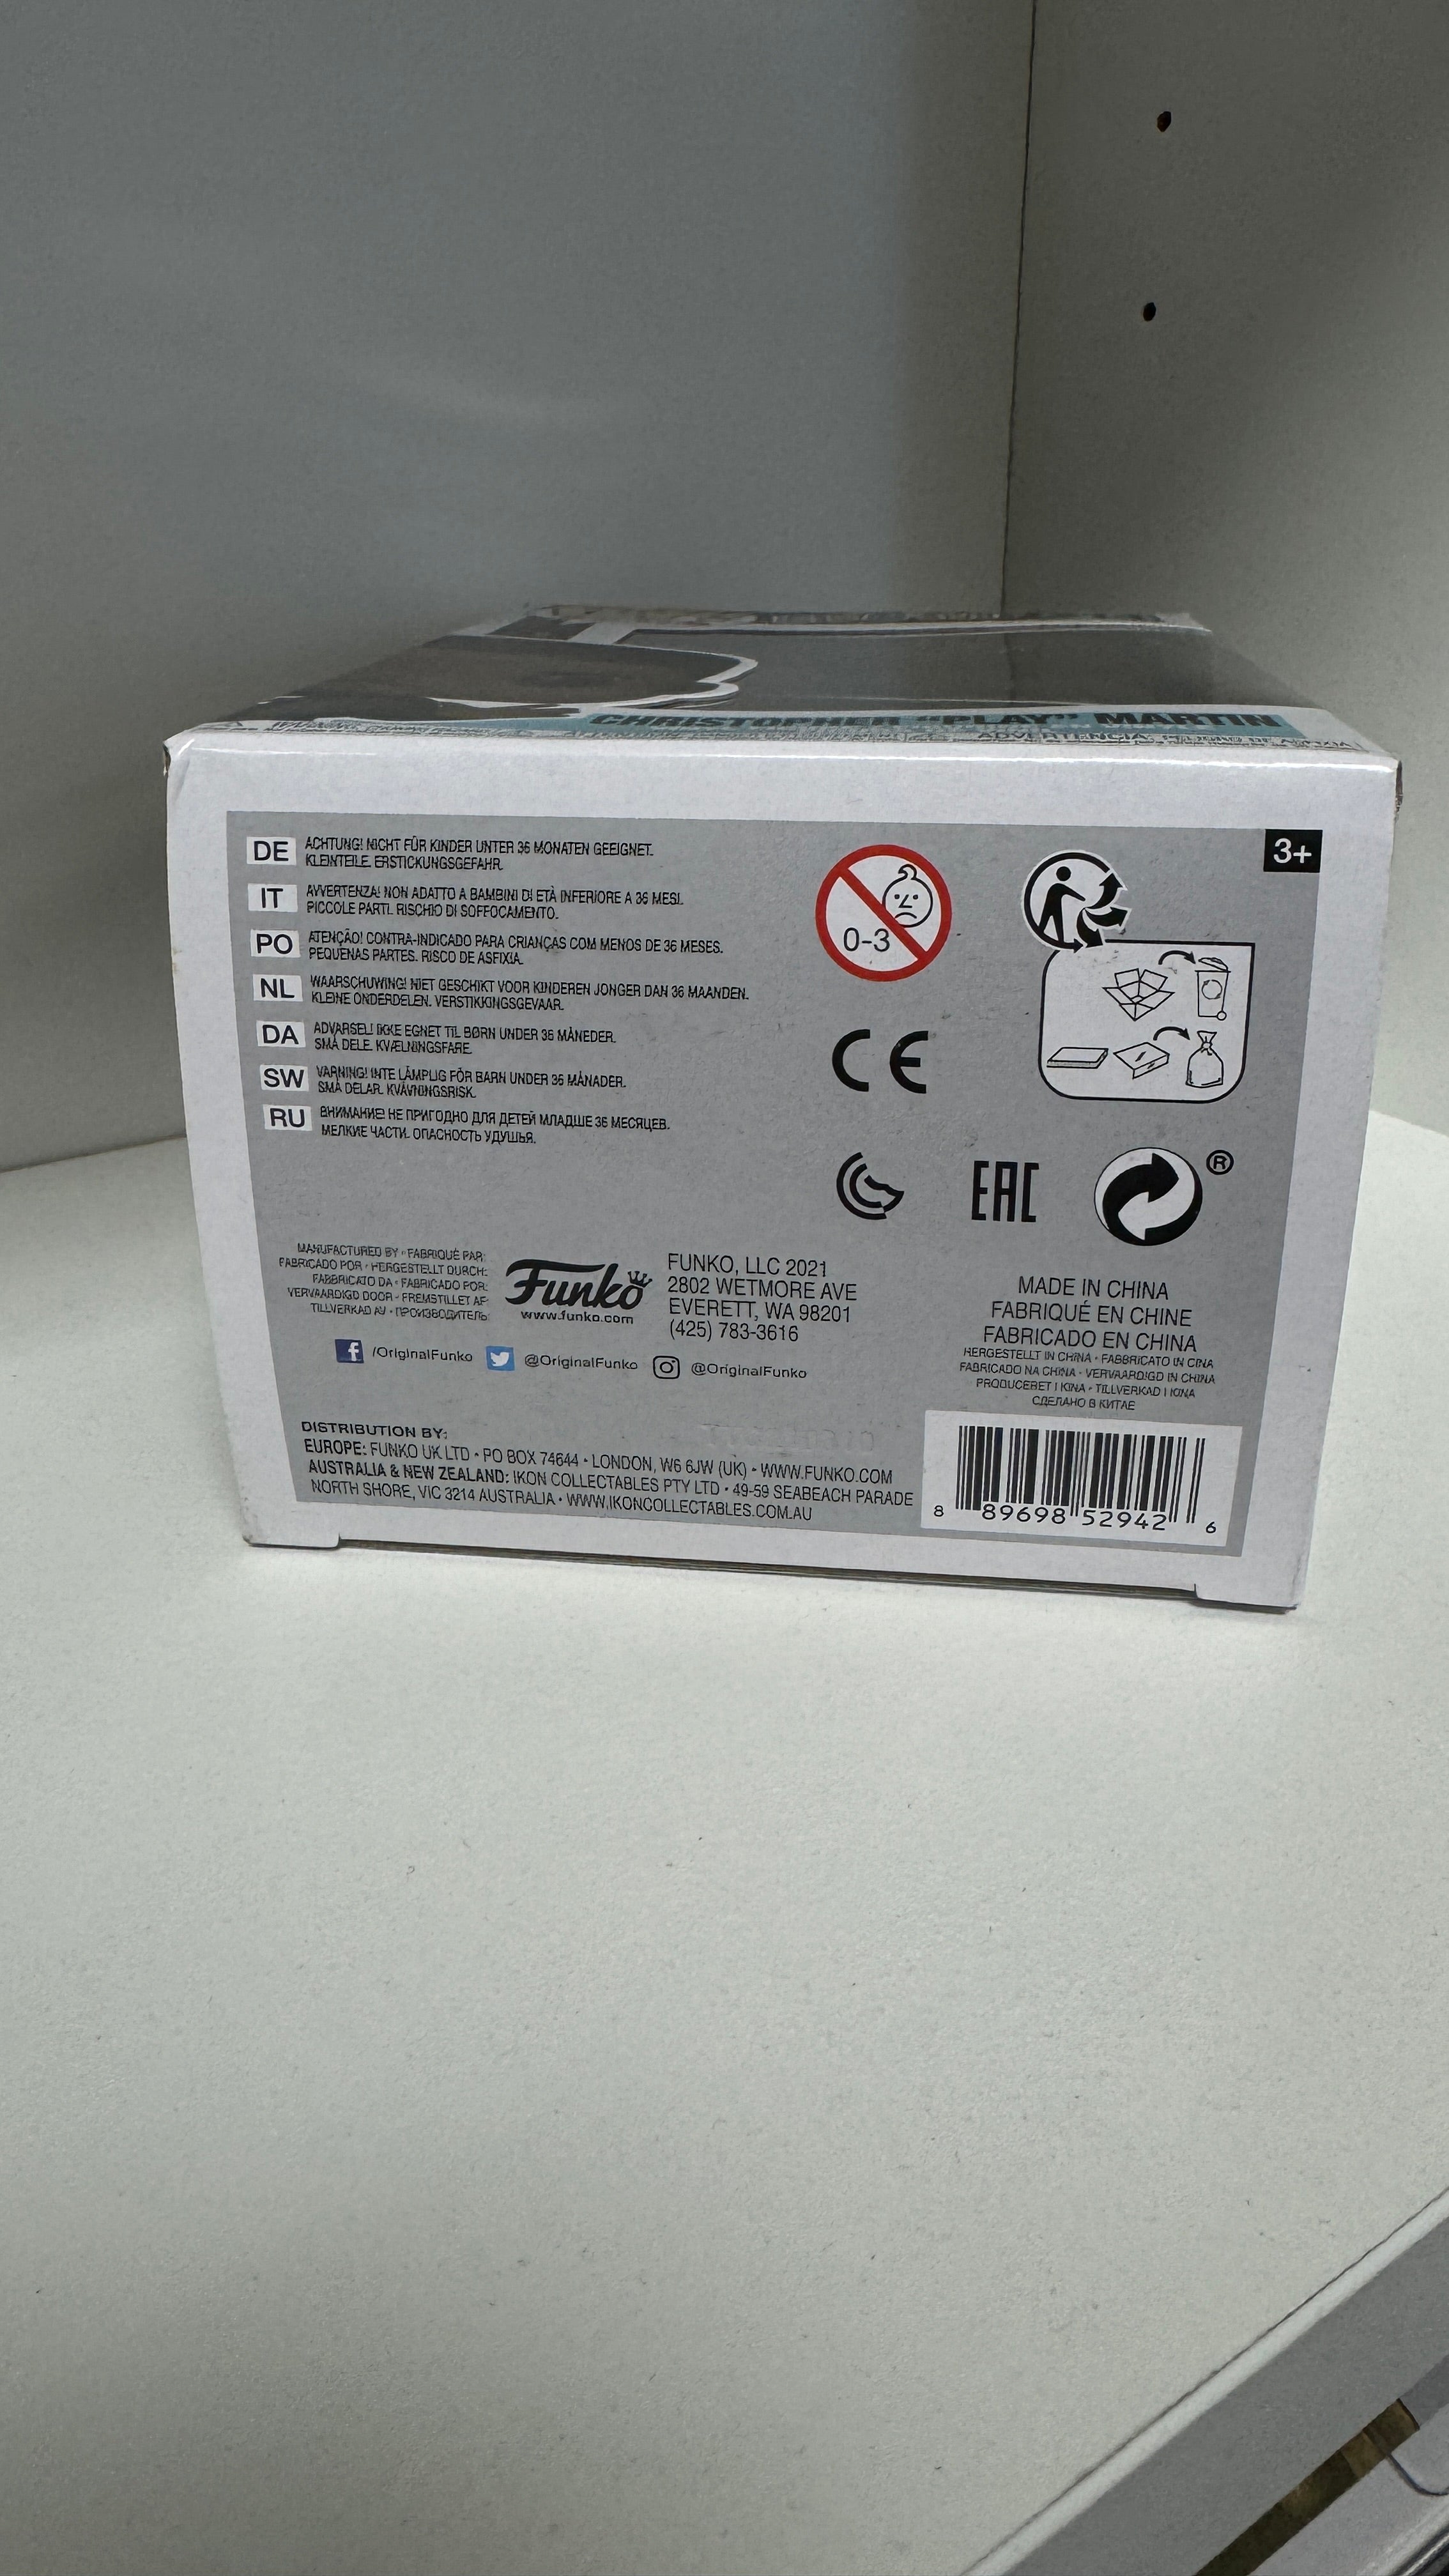 CHRISTOPHER "PLAY" MARTIN
ADVERTENCIA:
3+
DE ACHTUNG! NICHT FÜR KINDER UNTER 36 MONATEN GEEIGNET.
KLEINTEILE. ERSTICKUNGSGEFAHR.
IT AVVERTENZA! NON ADATTO A BAMBINI DI ETÀ INFERIORE A 36 MESI.
PICCOLE PARTI. RISCHIO DI SOFFOCAMENTO.
PO ATENÇÃO! CONTRA-INDICADO PARA CRIANÇAS COM MENOS DE 36 MESES.
PEQUENAS PARTES. RISCO DE ASFIXIA.
NL WAARSCHUWING! NIET GESCHIKT VOOR KINDEREN JONGER DAN 36 MAANDEN.
KLEINE ONDERDELEN. VERSTIKKINGSGEVAAR.
DA ADVARSEL! IKKE EGNET TIL BØRN UNDER 36 MÅNEDER.
SMÅ DELE. KVÆLNINGSFARE.
SW VARNING! INTE LÄMPLIG FÖR BARN UNDER 36 MÅNADER.
SMÅ DELAR. KVÄVNINGSRISK.
RU ВНИМАНИЕ! НЕ ПРИГОДНО ДЛЯ ДЕТЕЙ МЛАДШЕ 36 МЕСЯЦЕВ.
МЕЛКИЕ ЧАСТИ. ОПАСНОСТЬ УДУШЬЯ.
0-3
CE
EAC
®
MANUFACTURED BY • FABRIQUÉ PAR:
FABRICADO POR • HERGESTELLT DURCH:
FABBRICATO DA • FABRICADO POR:
VERVAARDIGD DOOR • FREMSTILLET AF:
TILLVERKAD AV • ПРОИЗВОДИТЕЛЬ:
Funko
www.funko.com
FUNKO, LLC 2021
2802 WETMORE AVE
EVERETT, WA 98201
(425) 783-3616
/OriginalFunko @OriginalFunko @OriginalFunko
MADE IN CHINA
FABRIQUÉ EN CHINE
FABRICADO EN CHINA
HERGESTELLT IN CHINA • FABBRICATO IN CINA
FABRICADO NA CHINA • VERVAARDIGD IN CHINA
PRODUCERET I KINA • TILLVERKAD I KINA
СДЕЛАНО В КИТАЕ
DISTRIBUTION BY:
EUROPE: FUNKO UK LTD • PO BOX 74644 • LONDON, W6 6JW (UK) • WWW.FUNKO.COM
AUSTRALIA & NEW ZEALAND: IKON COLLECTABLES PTY LTD • 49-59 SEABEACH PARADE
NORTH SHORE, VIC 3214 AUSTRALIA • WWW.IKONCOLLECTABLES.COM.AU
8 89698 52942 6